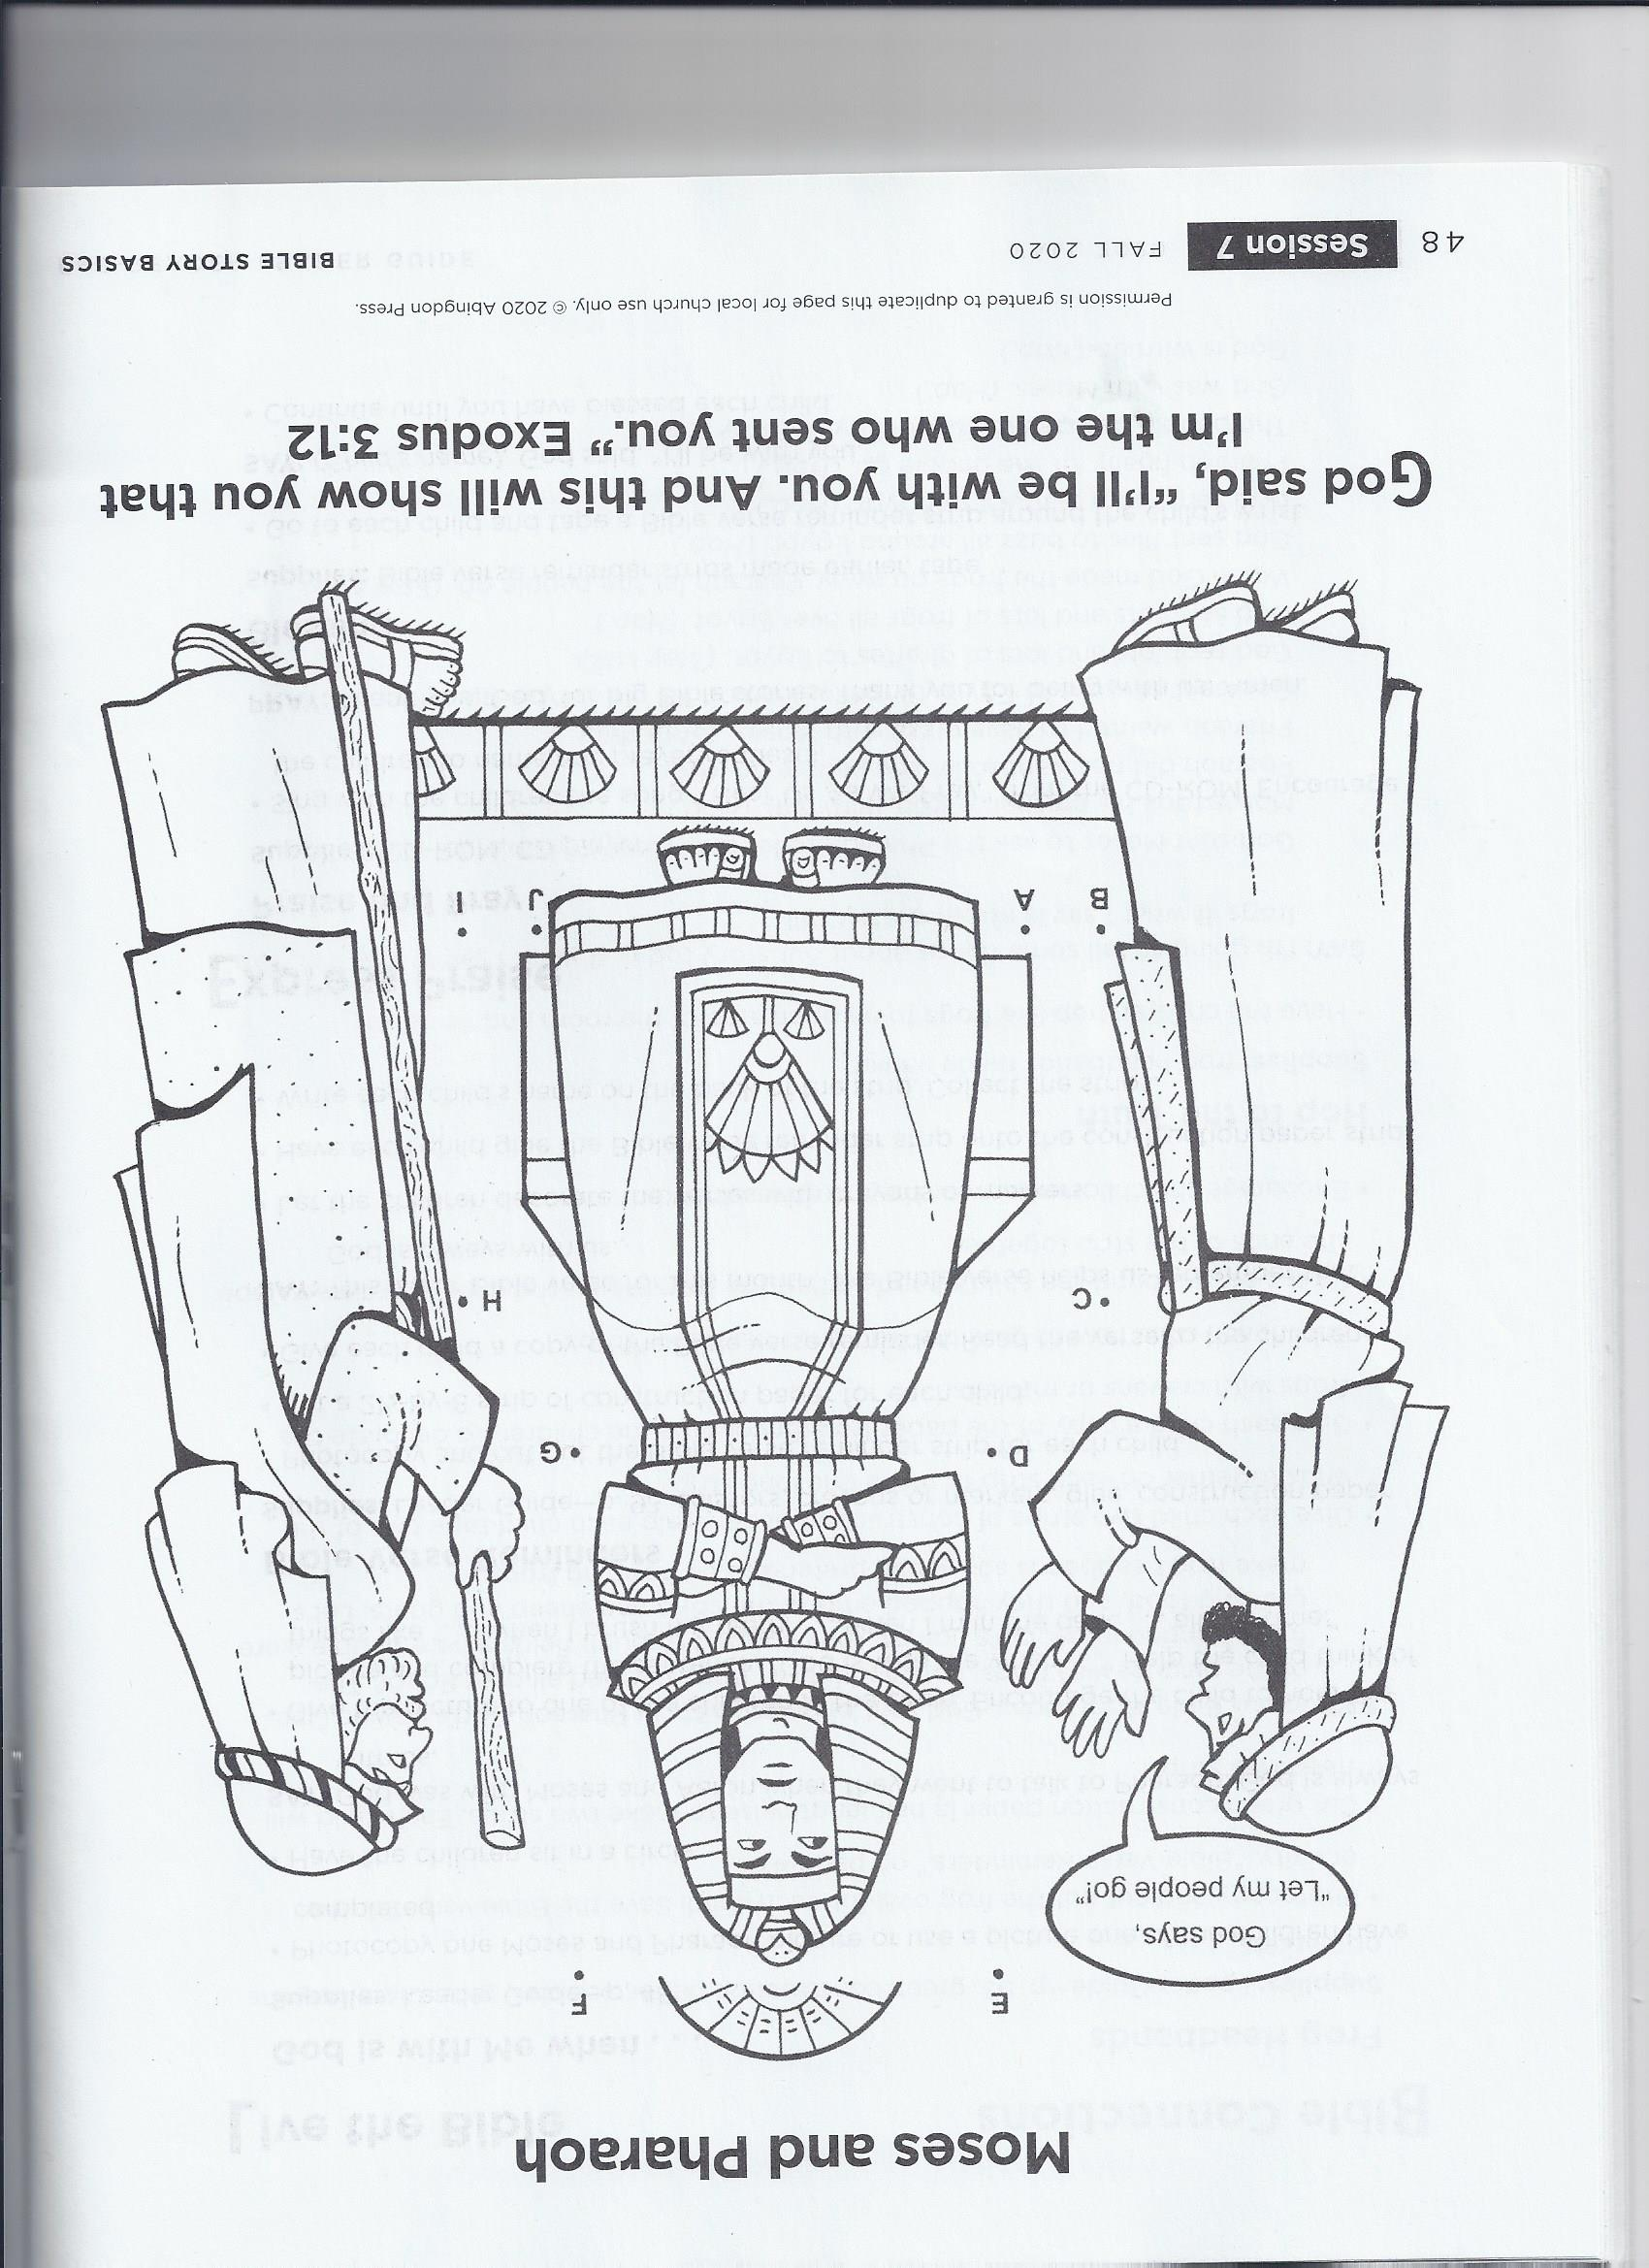 Moses and Pharaoh
E
F
God says,
"Let my people go!"
D
G
C
H
B
A
J
I
God said, "I'll be with you. And this will show you that
I'm the one who sent you." Exodus 3:12
Permission is granted to duplicate this page for local church use only. © 2020 Abingdon Press.
48 Session 7 FALL 2020 BIBLE STORY BASICS